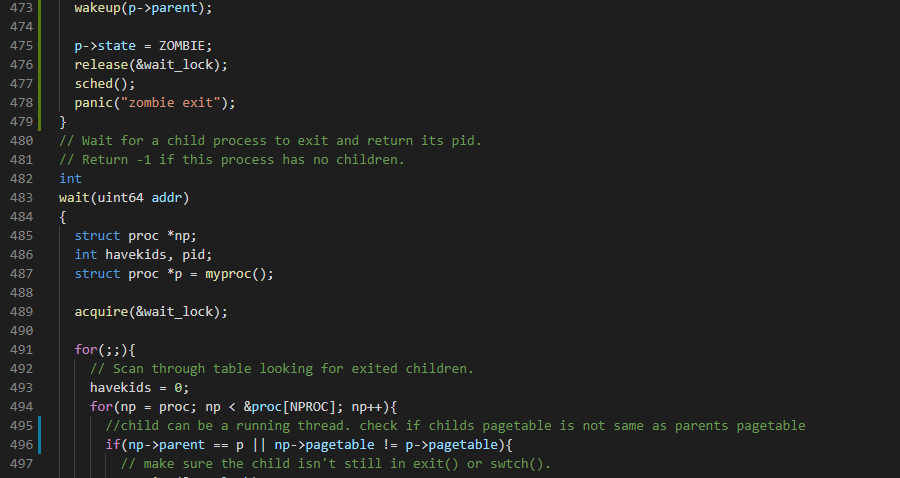 473 wakeup(p->parent);
474
475 p->state = ZOMBIE;
476 release(&wait_lock);
477 sched();
478 panic("zombie exit");
479 }
480 // Wait for a child process to exit and return its pid.
481 // Return -1 if this process has no children.
482 int
483 wait(uint64 addr)
484 {
485 struct proc *np;
486 int havekids, pid;
487 struct proc *p = myproc();
488
489 acquire(&wait_lock);
490
491 for(;;){
492 // Scan through table looking for exited children.
493 havekids = 0;
494 for(np = proc; np < &proc[NPROC]; np++){
495 //child can be a running thread. check if childs pagetable is not same as parents pagetable
496 if(np->parent == p || np->pagetable != p->pagetable){
497 // make sure the child isn't still in exit() or swtch().